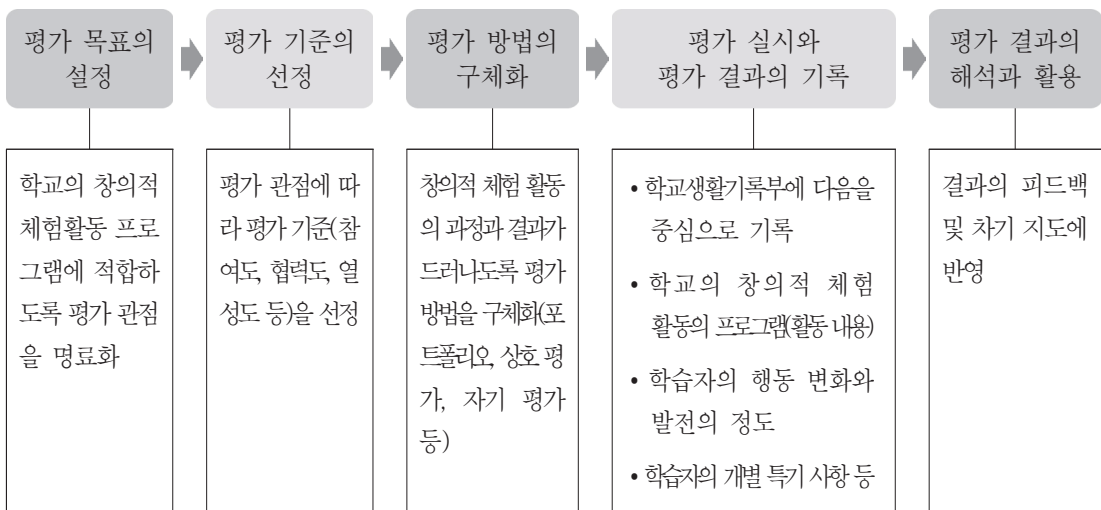 평가 목표의
설정
평가 기준의
선정
평가 방법의
구체화
평가 실시와
평가 결과의 기록
평가 결과의
해석과 활용
학교의 창의적
체험활동 프로
그램에 적합하
도록 평가 관점
을 명료화
평가 관점에 따
라 평가 기준(참
여도, 협력도, 열
성도 등)을 선정
창의적 체험 활동
의 과정과 결과가
드러나도록 평가
방법을 구체화(포
트폴리오, 상호 평
가, 자기 평가
등)
• 학교생활기록부에 다음을
중심으로 기록
• 학교의 창의적 체험
활동의 프로그램(활동 내용)
• 학습자의 행동 변화와
발전의 정도
• 학습자의 개별 특기 사항 등
결과의 피드백
및 차기 지도에
반영